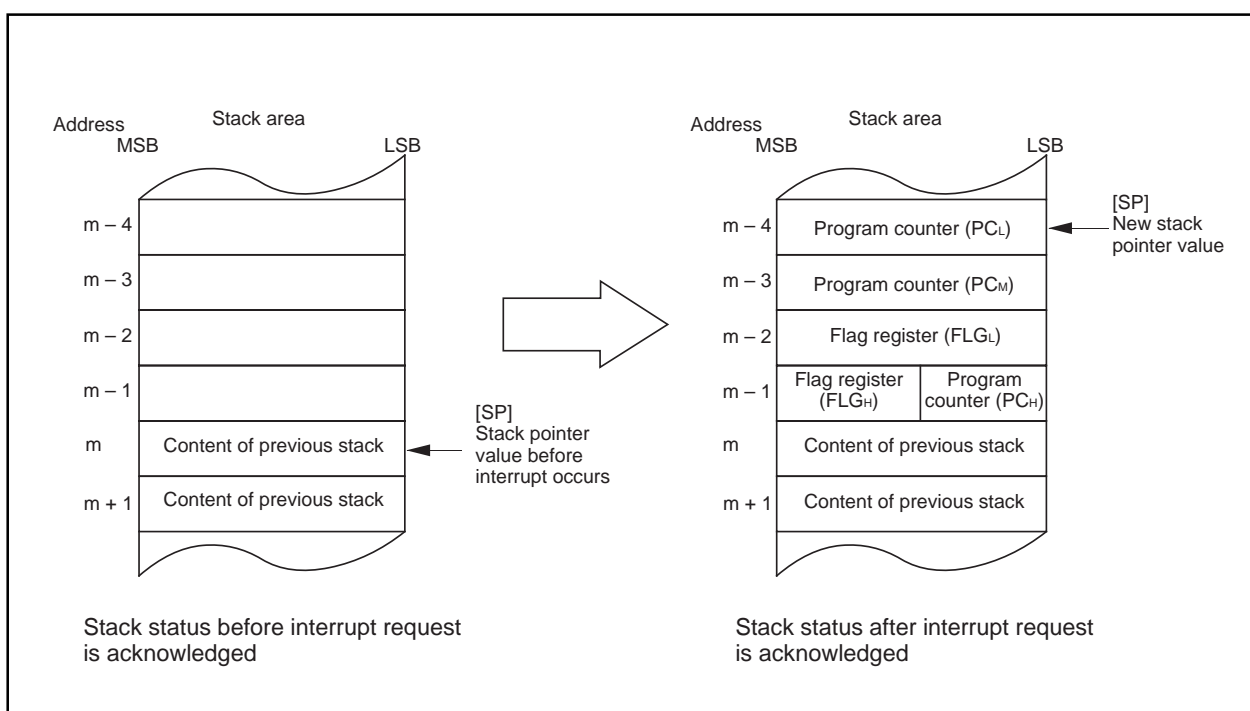 Address
Stack area
MSB
LSB
m – 4
m – 3
m – 2
m – 1
m
Content of previous stack
m + 1
Content of previous stack
[SP]
Stack pointer
value before
interrupt occurs
Stack status before interrupt request
is acknowledged
Address
Stack area
MSB
LSB
m – 4
Program counter (PCL)
[SP]
New stack
pointer value
m – 3
Program counter (PCM)
m – 2
Flag register (FLGL)
m – 1
Flag register
(FLGH)
Program
counter (PCH)
m
Content of previous stack
m + 1
Content of previous stack
Stack status after interrupt request
is acknowledged